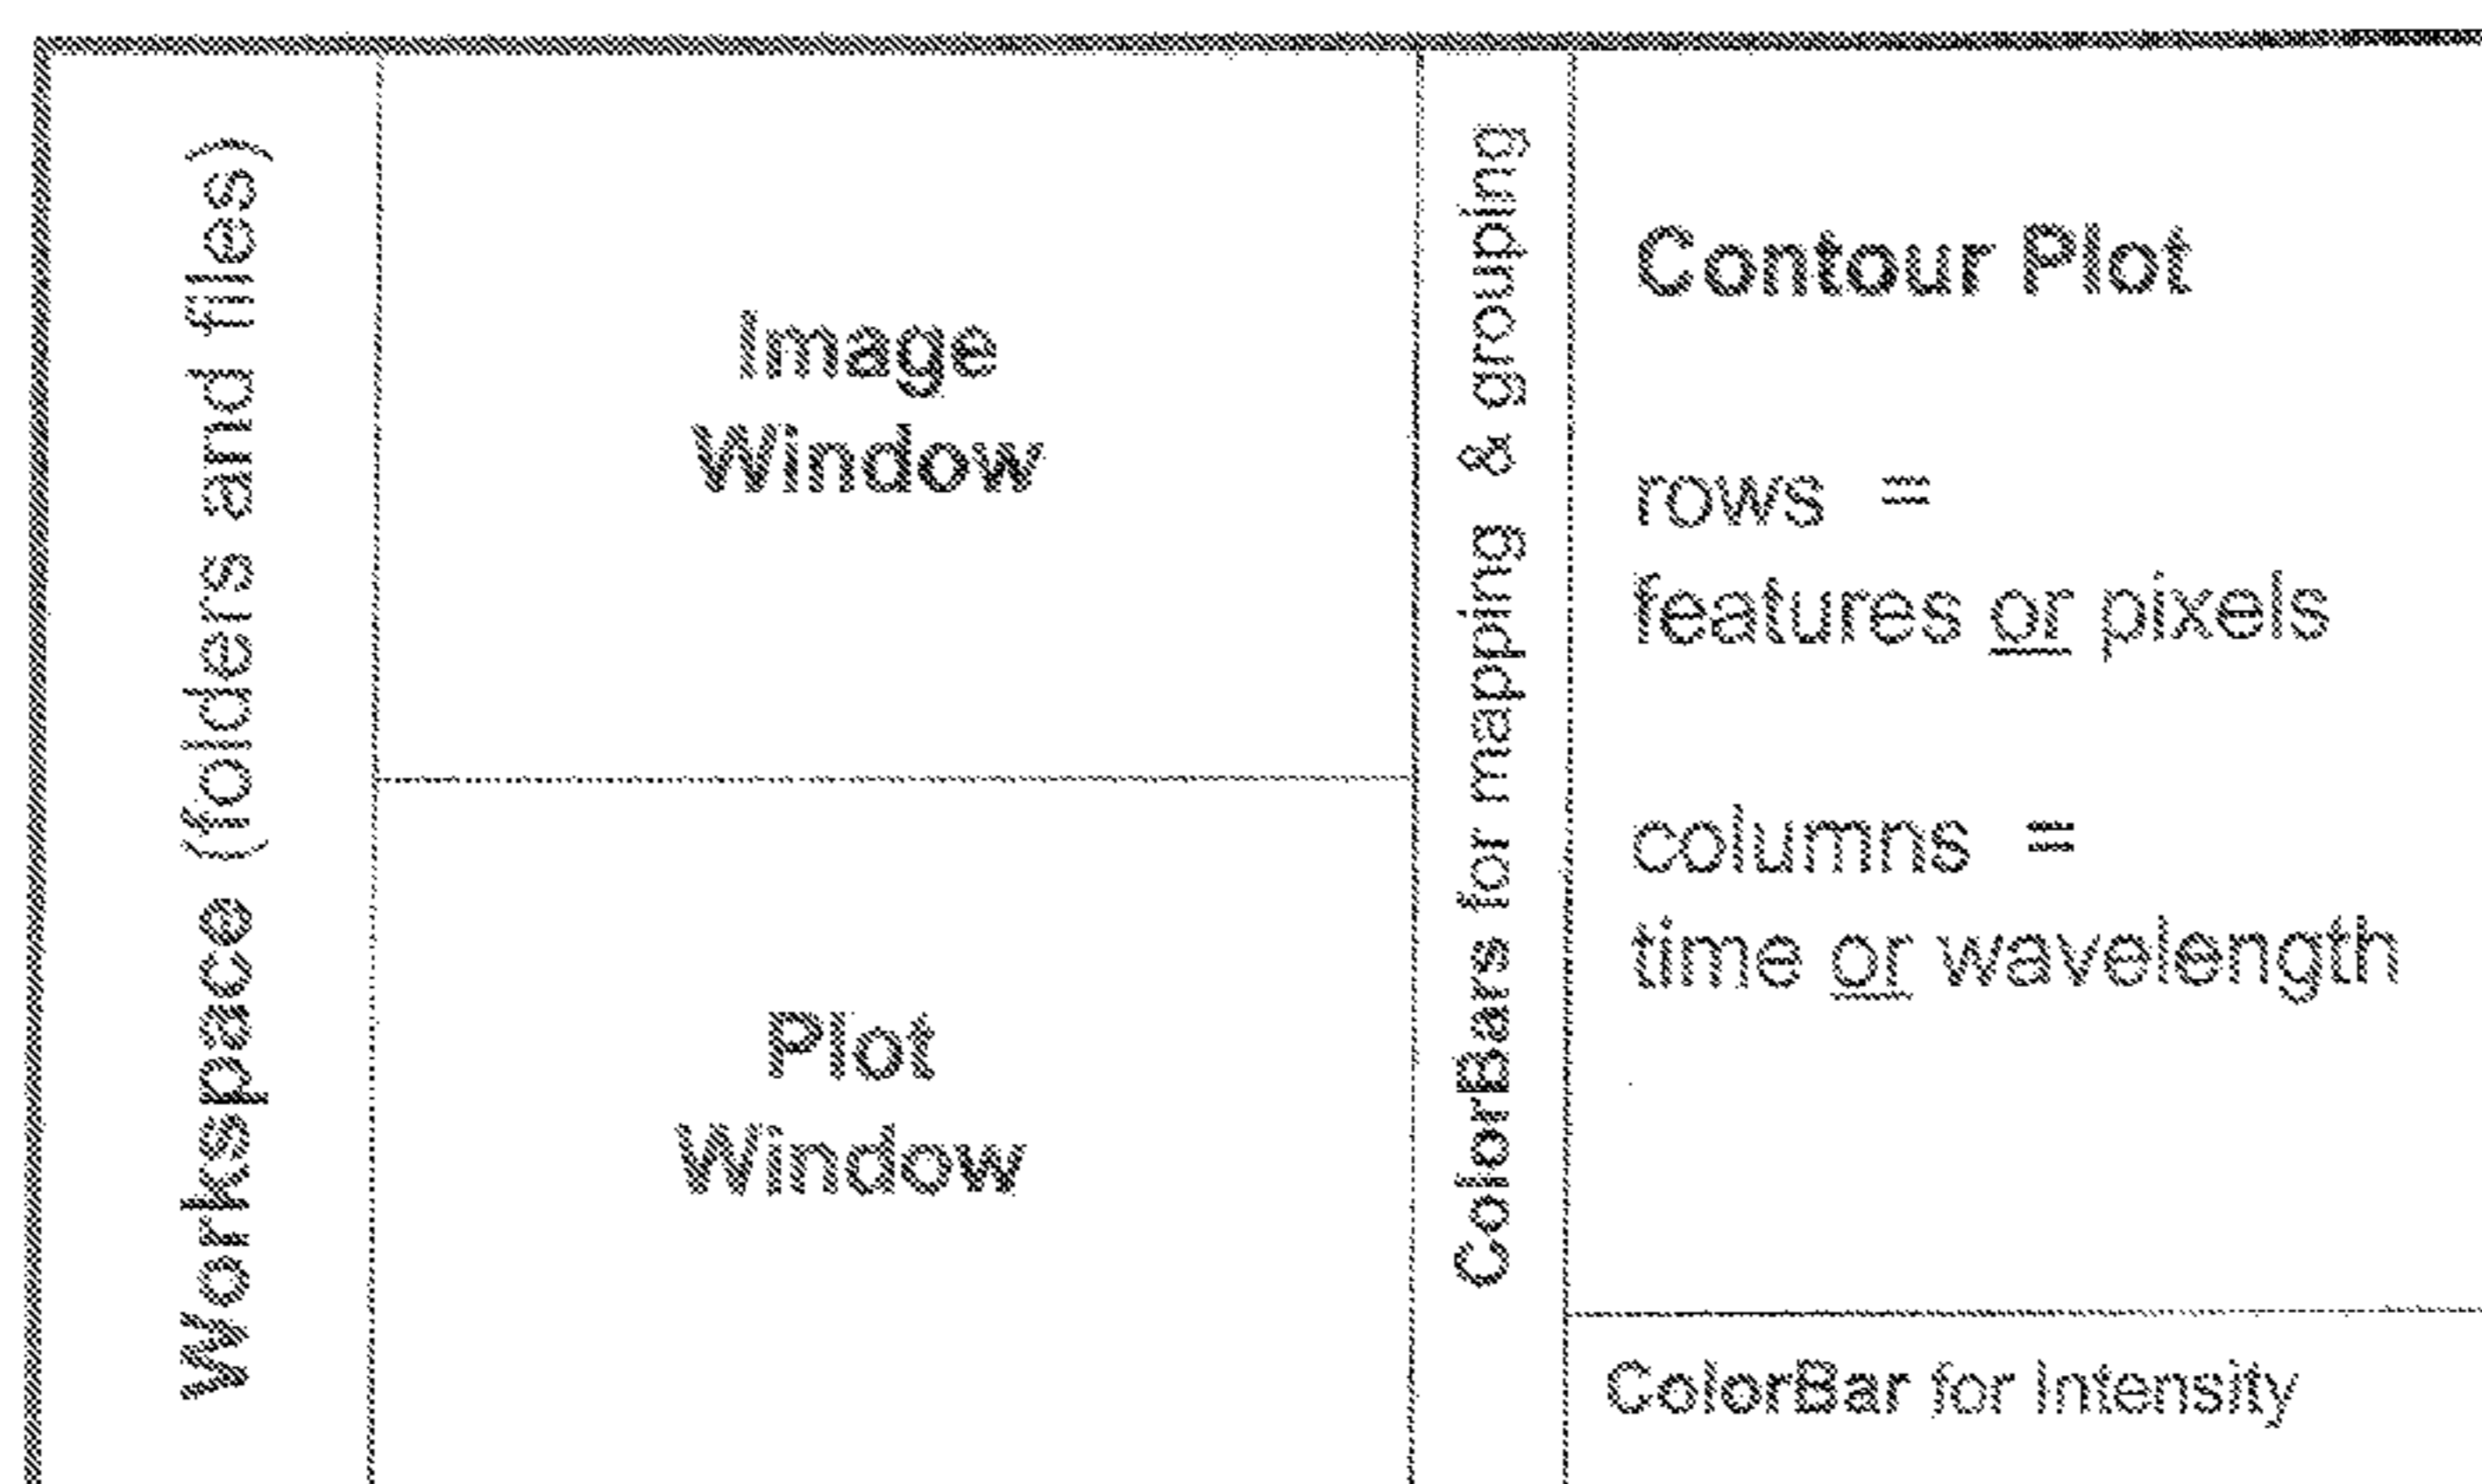 Workspace (folders and files)
Image
Window
Plot
Window
ColorBars for mapping & grouping
Contour Plot
rows =
features or pixels
columns =
time or wavelength
ColorBar for Intensity